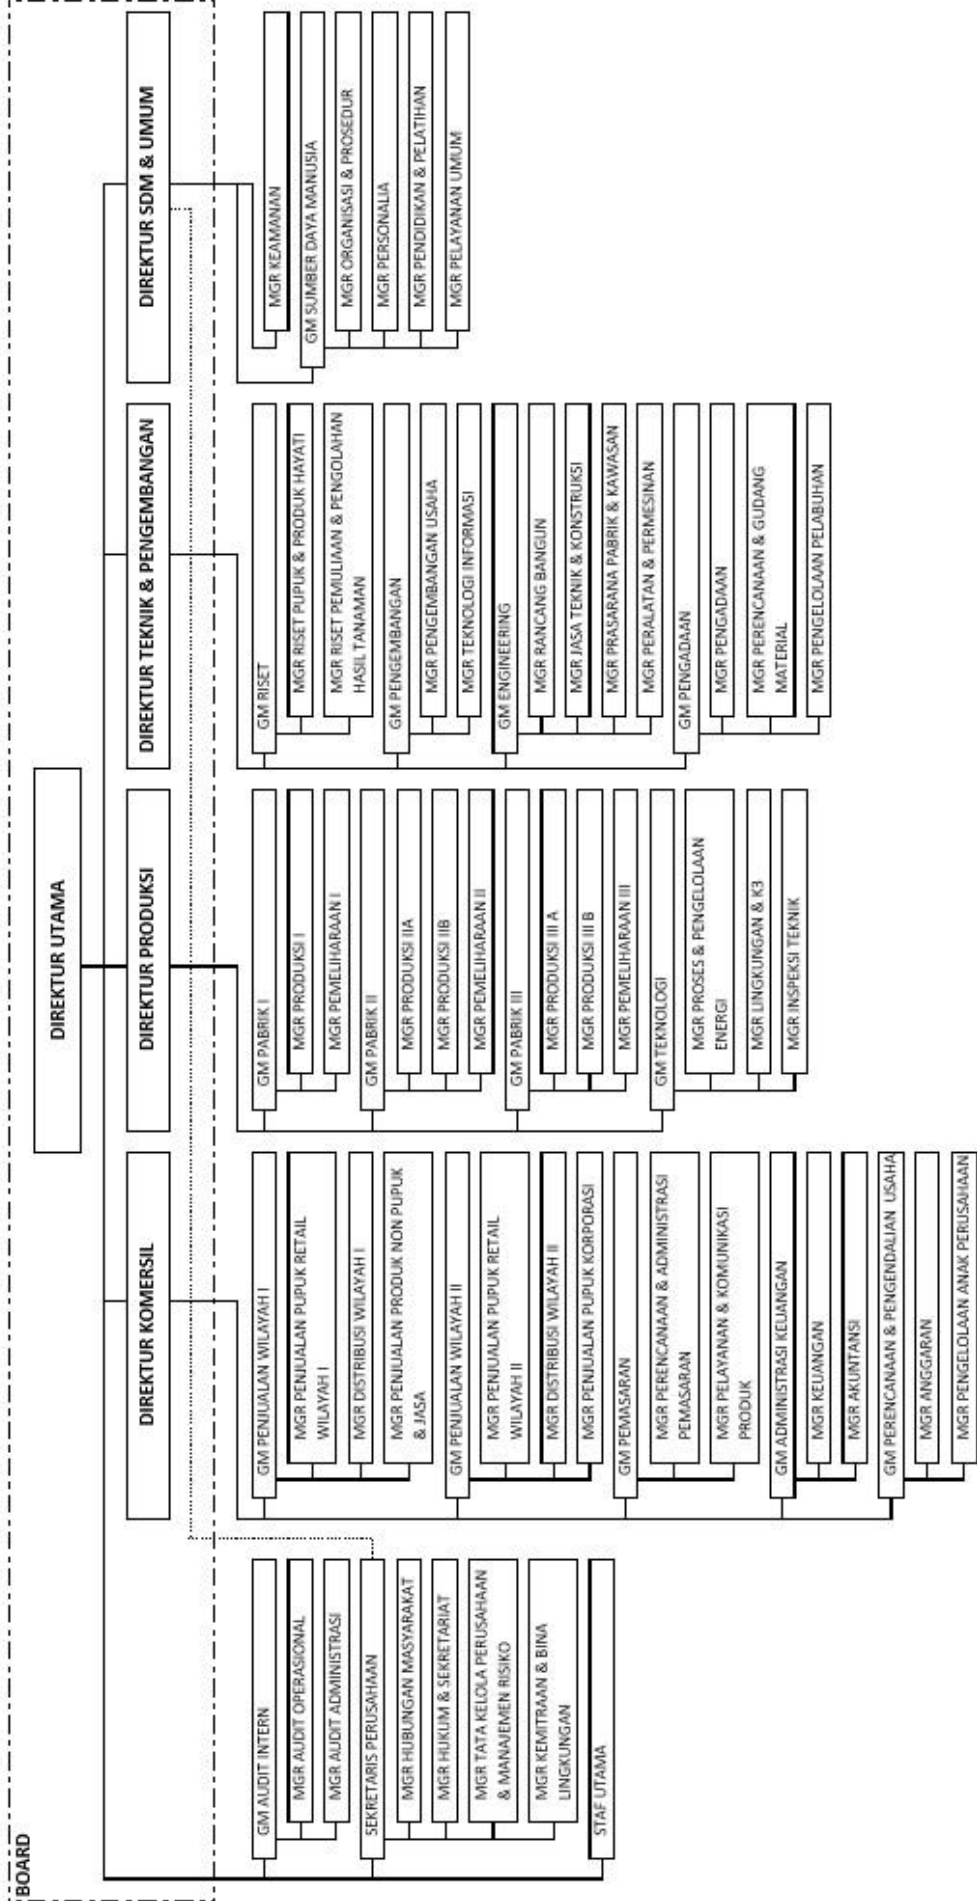 BOARD
DIREKTUR UTAMA
DIREKTUR KOMERSIL
DIREKTUR PRODUKSI
DIREKTUR TEKNIK & PENGEMBANGAN
DIREKTUR SDM & UMUM
GM AUDIT INTERN
MGR AUDIT OPERASIONAL
MGR AUDIT ADMINISTRASI
SEKRETARIS PERUSAHAAN
MGR HUBUNGAN MASYARAKAT
MGR HUKUM & SEKRETARIAT
MGR TATA KELOLA PERUSAHAAN
& MANAJEMEN RISIKO
MGR KEMITRAAN & BINA
LINGKUNGAN
STAF UTAMA
GM PENJUALAN WILAYAH I
MGR PENJUALAN PUPUK RETAIL
WILAYAH I
MGR DISTRIBUSI WILAYAH I
MGR PENJUALAN PRODUK NON PUPUK
& JASA
GM PENJUALAN WILAYAH II
MGR PENJUALAN PUPUK RETAIL
WILAYAH II
MGR DISTRIBUSI WILAYAH II
MGR PENJUALAN PUPUK KORPORASI
GM PEMASARAN
MGR PERENCANAAN & ADMINISTRASI
PEMASARAN
MGR PELAYANAN & KOMUNIKASI
PRODUK
GM ADMINISTRASI KEUANGAN
MGR KEUANGAN
MGR AKUNTANSI
GM PERENCANAAN & PENGENDALIAN USAHA
MGR ANGGARAN
MGR PENGELOLAAN ANAK PERUSAHAAN
GM PABRIK I
MGR PRODUKSI I
MGR PEMELIHARAAN I
GM PABRIK II
MGR PRODUKSI IIA
MGR PRODUKSI IIB
MGR PEMELIHARAAN II
GM PABRIK III
MGR PRODUKSI III A
MGR PRODUKSI III B
MGR PEMELIHARAAN III
GM TEKNOLOGI
MGR PROSES & PENGELOLAAN
ENERGI
MGR LINGKUNGAN & K3
MGR INSPEKSI TEKNIK
GM RISET
MGR RISET PUPUK & PRODUK HAYATI
MGR RISET PEMULIAAN & PENGOLAHAN
HASIL TANAMAN
GM PENGEMBANGAN
MGR PENGEMBANGAN USAHA
MGR TEKNOLOGI INFORMASI
GM ENGINEERING
MGR RANCANG BANGUN
MGR JASA TEKNIK & KONSTRUKSI
MGR PRASARANA PABRIK & KAWASAN
MGR PERALATAN & PERMESINAN
GM PENGADAAN
MGR PENGADAAN
MGR PERENCANAAN & GUDANG
MATERIAL
MGR PENGELOLAAN PELABUHAN
MGR KEAMANAN
GM SUMBER DAYA MANUSIA
MGR ORGANISASI & PROSEDUR
MGR PERSONALIA
MGR PENDIDIKAN & PELATIHAN
MGR PELAYANAN UMUM